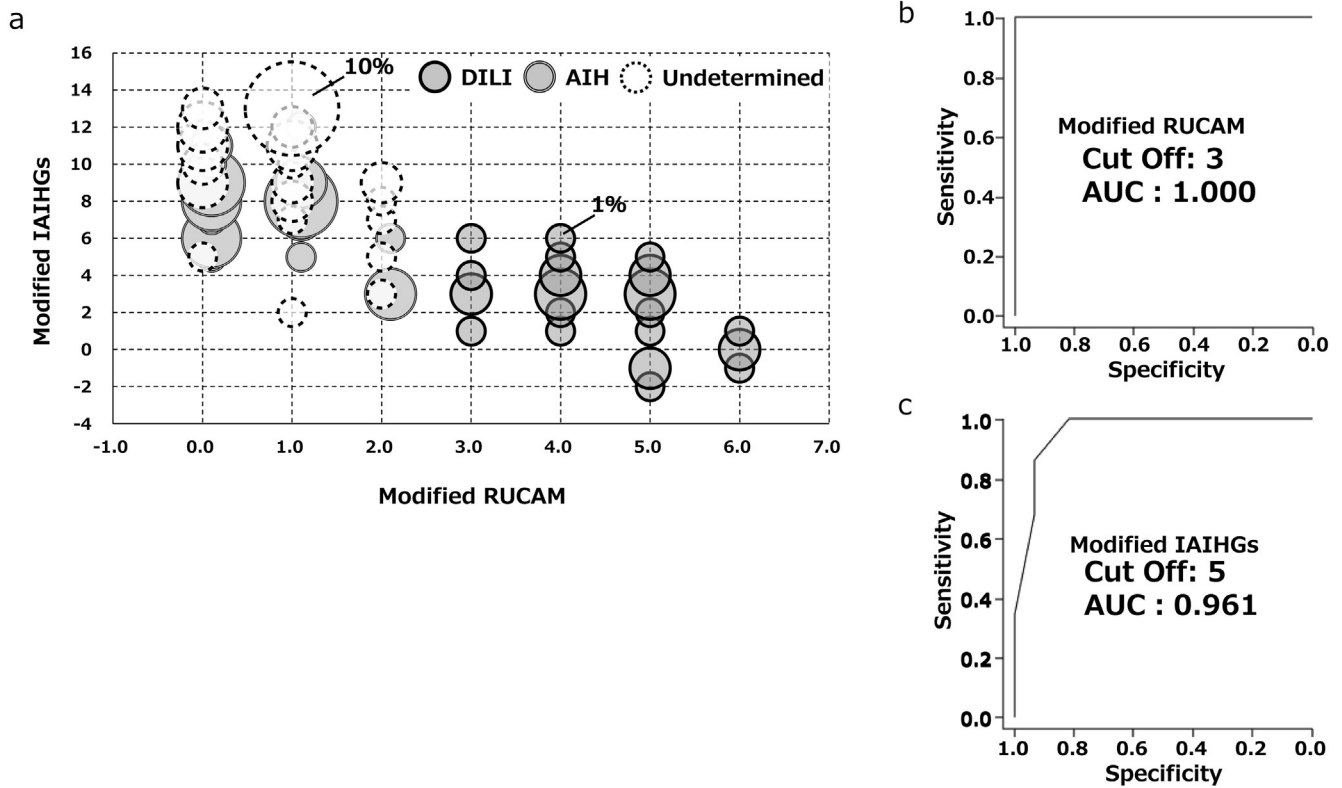 a
Modified IAIHGs
16
14
12
10
8
6
4
2
0
-2
-4
10%
DILI AIH Undetermined
1%
-1.0 0.0 1.0 2.0 3.0 4.0 5.0 6.0 7.0
Modified RUCAM
b
Sensitivity
1.0
0.8
0.6
0.4
0.2
0.0
Modified RUCAM
Cut Off: 3
AUC : 1.000
1.0 0.8 0.6 0.4 0.2 0.0
Specificity
c
Sensitivity
1.0
0.8
0.6
0.4
0.2
0.0
Modified IAIHGs
Cut Off: 5
AUC : 0.961
1.0 0.8 0.6 0.4 0.2 0.0
Specificity